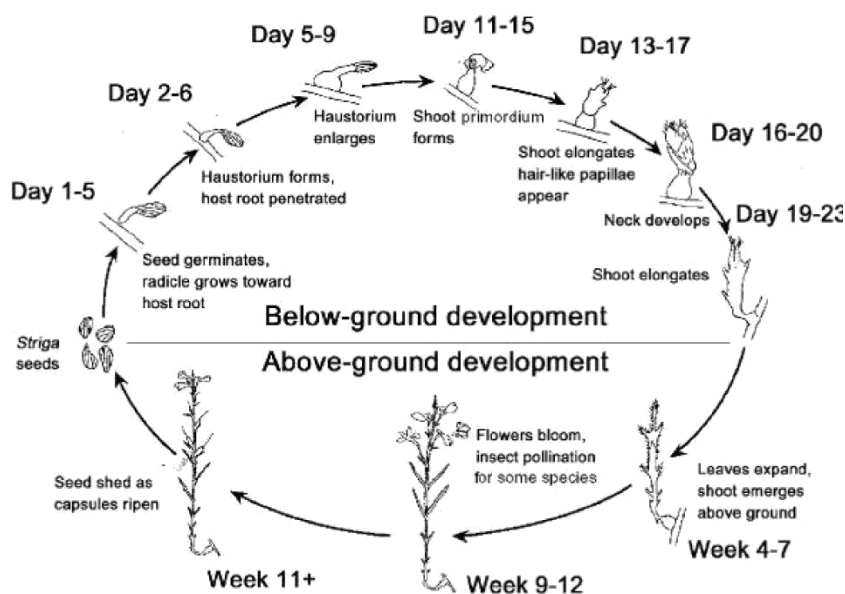 Day 1-5
Seed germinates,
radicle grows toward
host root
Day 2-6
Haustorium forms,
host root penetrated
Day 5-9
Haustorium
enlarges
Day 11-15
Shoot primordium
forms
Day 13-17
Shoot elongates
hair-like papillae
appear
Day 16-20
Neck develops
Day 19-23
Shoot elongates
Below-ground development
Above-ground development
Leaves expand,
shoot emerges
above ground
Week 4-7
Flowers bloom,
insect pollination
for some species
Week 9-12
Seed shed as
capsules ripen
Week 11+
Striga
seeds